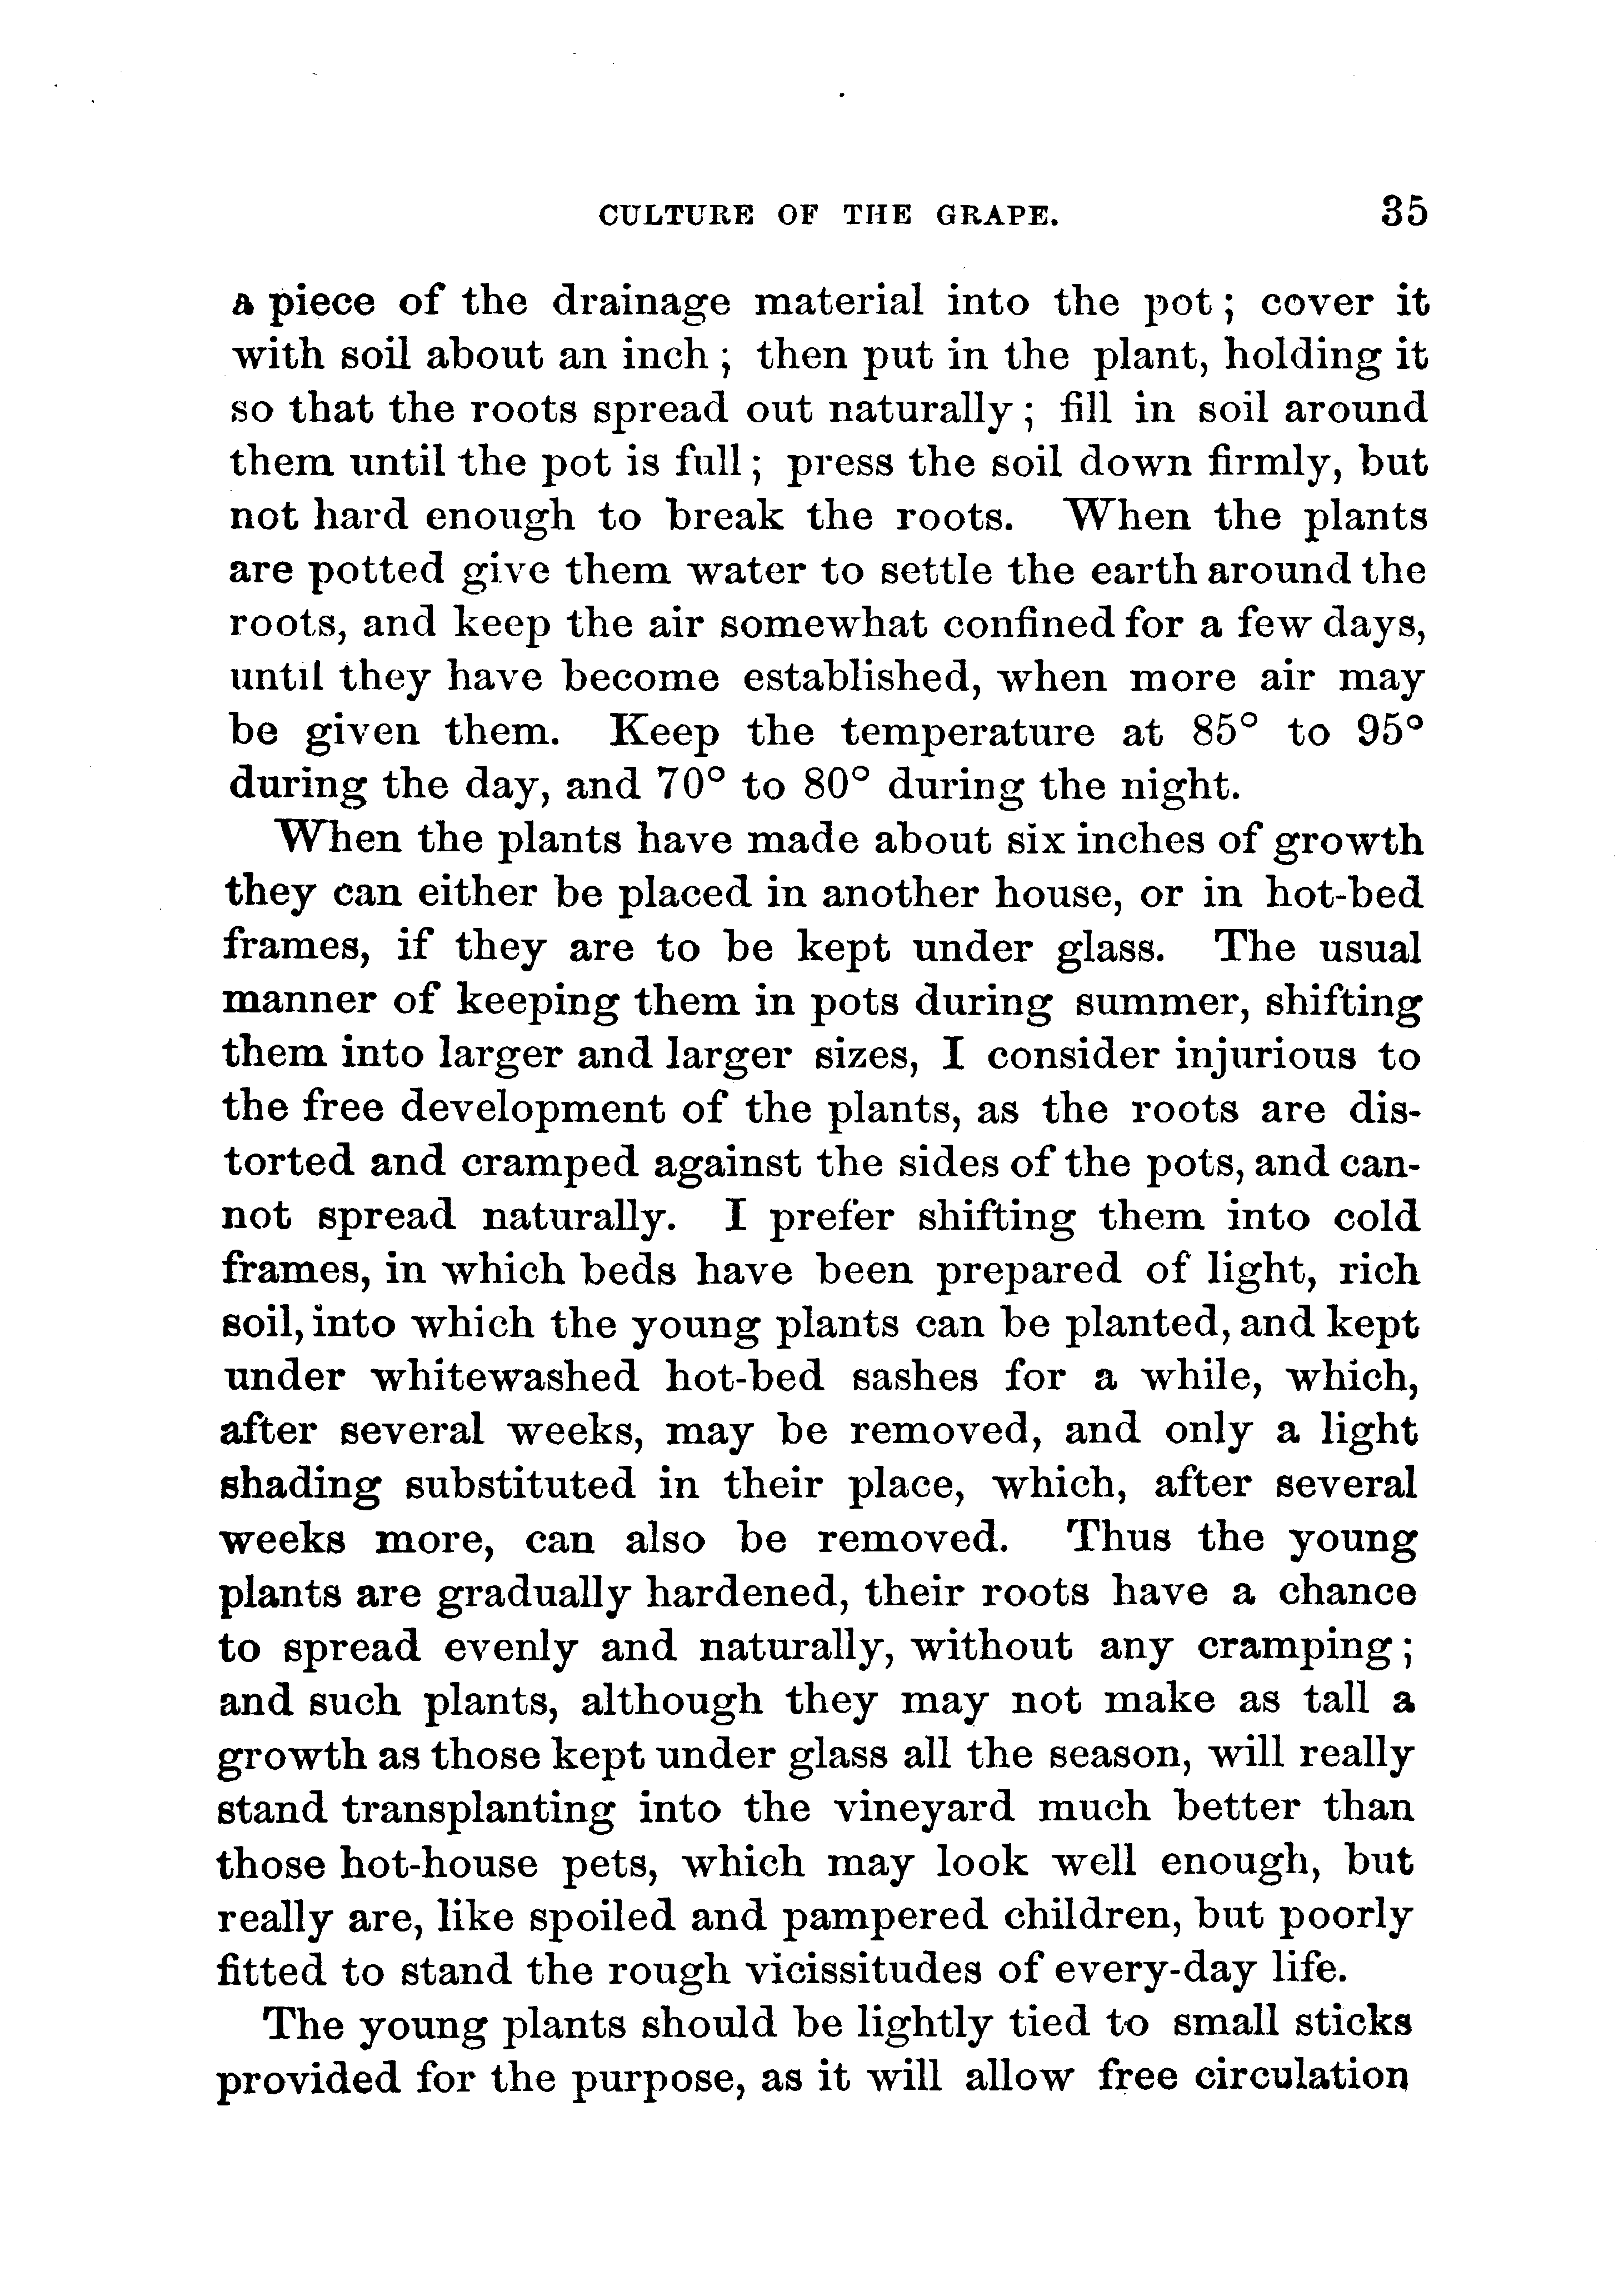 CULTURE OF THE GRAPE. 35
a piece of the drainage material into the pot; cover it
with soil about an inch; then put in the plant, holding it
so that the roots spread out naturally; fill in soil around
them until the pot is full; press the soil down firmly, but
not hard enough to break the roots. When the plants
are potted give them water to settle the earth around the
roots, and keep the air somewhat confined for a few days,
until they have become established, when more air may
be given them. Keep the temperature at 85° to 95°
during the day, and 70° to 80° during the night.
When the plants have made about six inches of growth
they can either be placed in another house, or in hot-bed
frames, if they are to be kept under glass. The usual
manner of keeping them in pots during summer, shifting
them into larger and larger sizes, I consider injurious to
the free development of the plants, as the roots are dis-
torted and cramped against the sides of the pots, and can-
not spread naturally. I prefer shifting them into cold
frames, in which beds have been prepared of light, rich
soil, into which the young plants can be planted, and kept
under whitewashed hot-bed sashes for a while, which,
after several weeks, may be removed, and only a light
shading substituted in their place, which, after several
weeks more, can also be removed. Thus the young
plants are gradually hardened, their roots have a chance
to spread evenly and naturally, without any cramping;
and such plants, although they may not make as tall a
growth as those kept under glass all the season, will really
stand transplanting into the vineyard much better than
those hot-house pets, which may look well enough, but
really are, like spoiled and pampered children, but poorly
fitted to stand the rough vicissitudes of every-day life.
The young plants should be lightly tied to small sticks
provided for the purpose, as it will allow free circulation